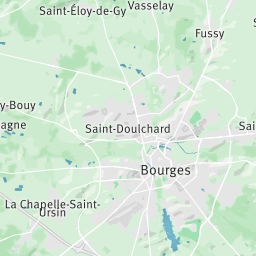 Vasselay
Saint-Éloy-de-Gy
Fussy
y-Bouy
agne
Saint-Doulchard
Sai
Bourges
La Chapelle-Saint-
Ursin